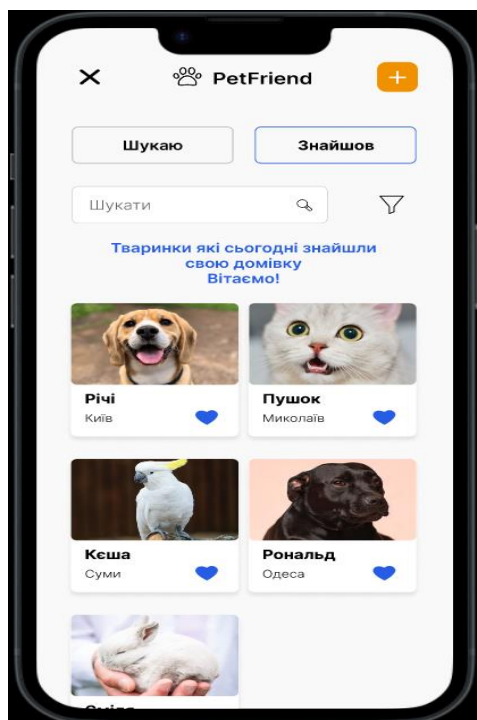 PetFriend
Шукаю
Знайшов
Шукати
Тваринки які сьогодні знайшли
свою домівку
Вітаємо!
Річі
Київ
Пушок
Миколаїв
Кєша
Суми
Рональд
Одеса